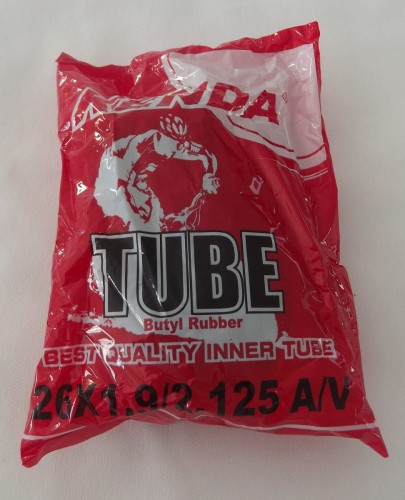 TUBE
Butyl Rubber
BEST QUALITY INNER TUBE
26X1.9/2.125 A/V